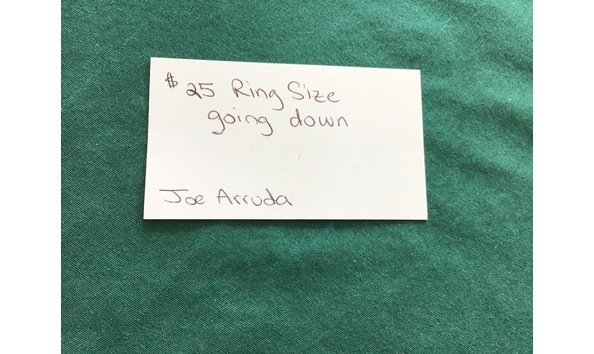 $25 Ring Size
going down
Joe Arruda